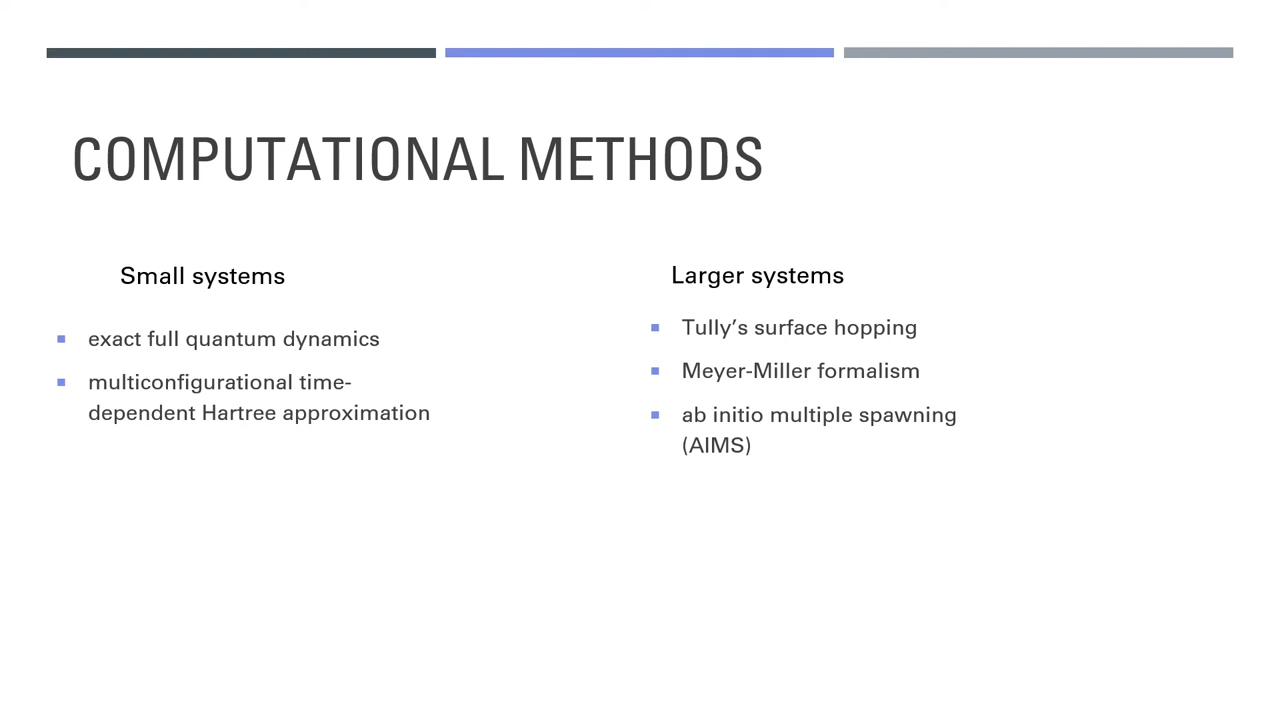 COMPUTATIONAL METHODS
Small systems
exact full quantum dynamics
multiconfigurational time-
dependent Hartree approximation
Larger systems
Tully’s surface hopping
Meyer-Miller formalism
ab initio multiple spawning
(AIMS)